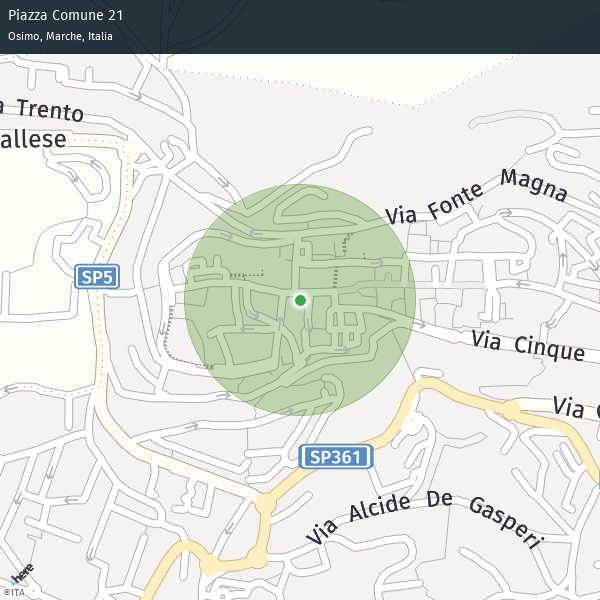 Piazza Comune 21
Osimo, Marche, Italia
a Trento
allese
Via Fonte Magna
SP5
Via Cinque
Via
SP361
Via Alcide De Gasperi
here
©ITA